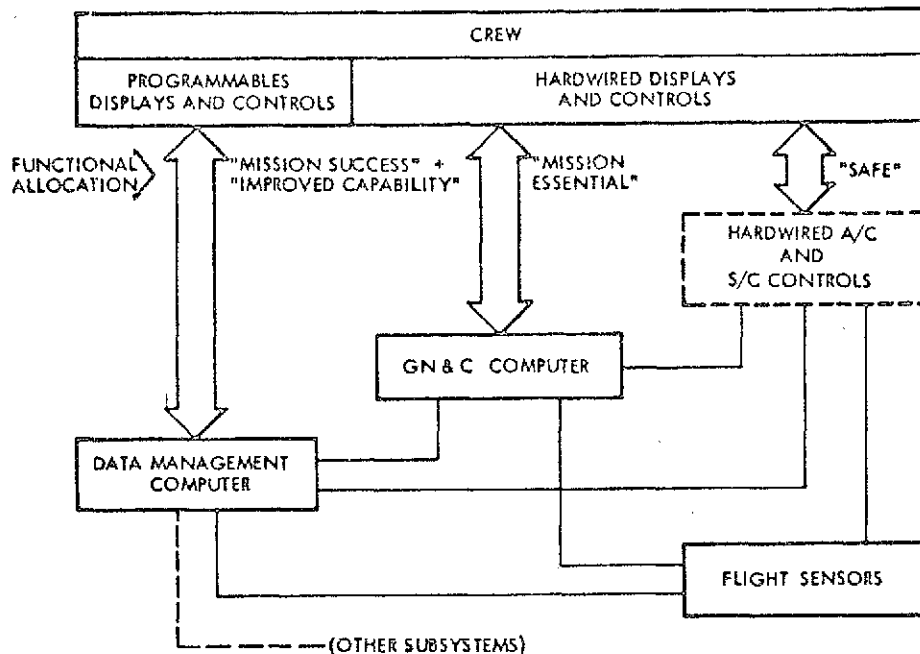 CREW
PROGRAMMABLES
DISPLAYS AND CONTROLS
HARDWIRED DISPLAYS
AND CONTROLS
FUNCTIONAL
ALLOCATION
"MISSION SUCCESS" +
"IMPROVED CAPABILITY"
"MISSION
ESSENTIAL"
"SAFE"
HARDWIRED A/C
AND
S/C CONTROLS
GN & C COMPUTER
DATA MANAGEMENT
COMPUTER
FLIGHT SENSORS
(OTHER SUBSYSTEMS)